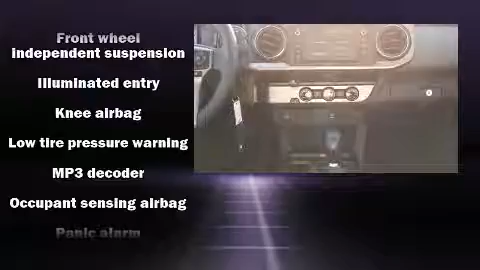 Front wheel
independent suspension
Illuminated entry
Knee airbag
Low tire pressure warning
MP3 decoder
Occupant sensing airbag
Panic alarm